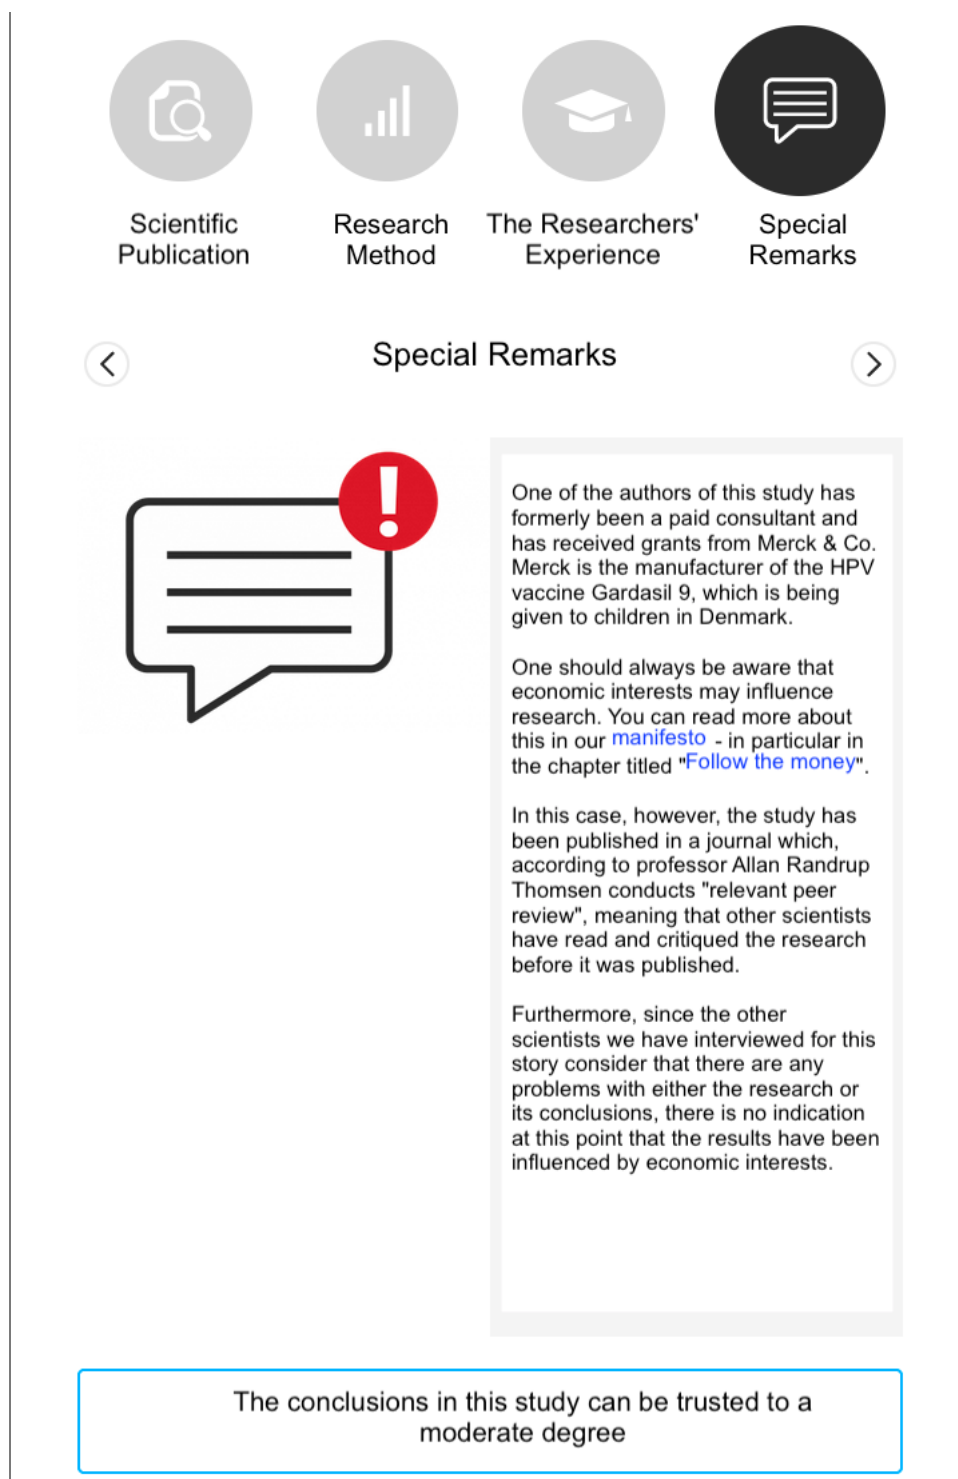 Scientific Publication
Research Method
The Researchers' Experience
Special Remarks
Special Remarks
!
One of the authors of this study has
formerly been a paid consultant and
has received grants from Merck & Co.
Merck is the manufacturer of the HPV
vaccine Gardasil 9, which is being
given to children in Denmark.
One should always be aware that
economic interests may influence
research. You can read more about
this in our manifesto - in particular in
the chapter titled "Follow the money".
In this case, however, the study has
been published in a journal which,
according to professor Allan Randrup
Thomsen conducts "relevant peer
review", meaning that other scientists
have read and critiqued the research
before it was published.
Furthermore, since the other
scientists we have interviewed for this
story consider that there are any
problems with either the research or
its conclusions, there is no indication
at this point that the results have been
influenced by economic interests.
The conclusions in this study can be trusted to a
moderate degree